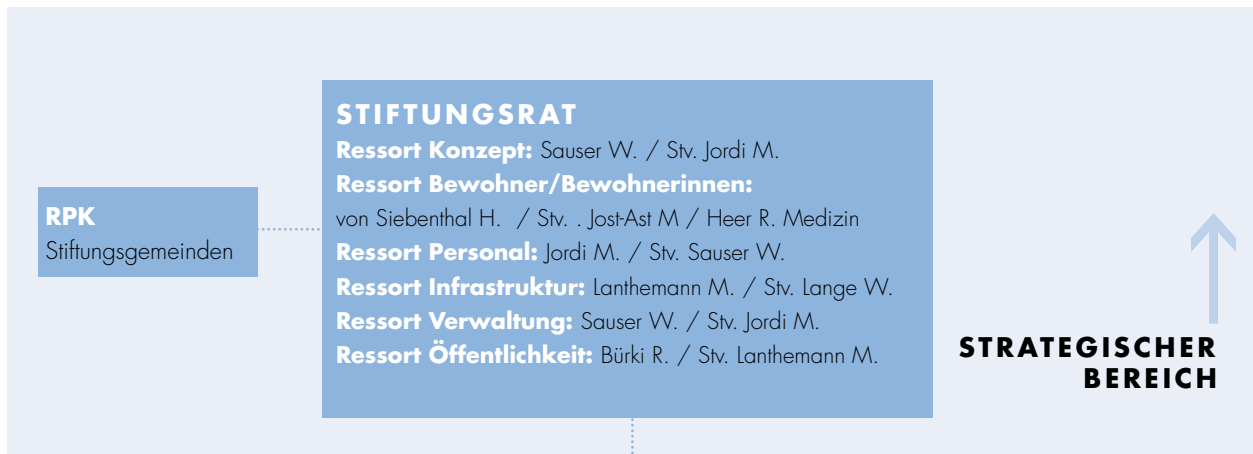 STIFTUNGSRAT
Ressort Konzept: Sauser W. / Stv. Jordi M.
Ressort Bewohner/Bewohnerinnen:
von Siebenthal H. / Stv. . Jost-Ast M / Heer R. Medizin
Ressort Personal: Jordi M. / Stv. Sauser W.
Ressort Infrastruktur: Lanthemann M. / Stv. Lange W.
Ressort Verwaltung: Sauser W. / Stv. Jordi M.
Ressort Öffentlichkeit: Bürki R. / Stv. Lanthemann M.
RPK
Stiftungsgemeinden
STRATEGISCHER
BEREICH